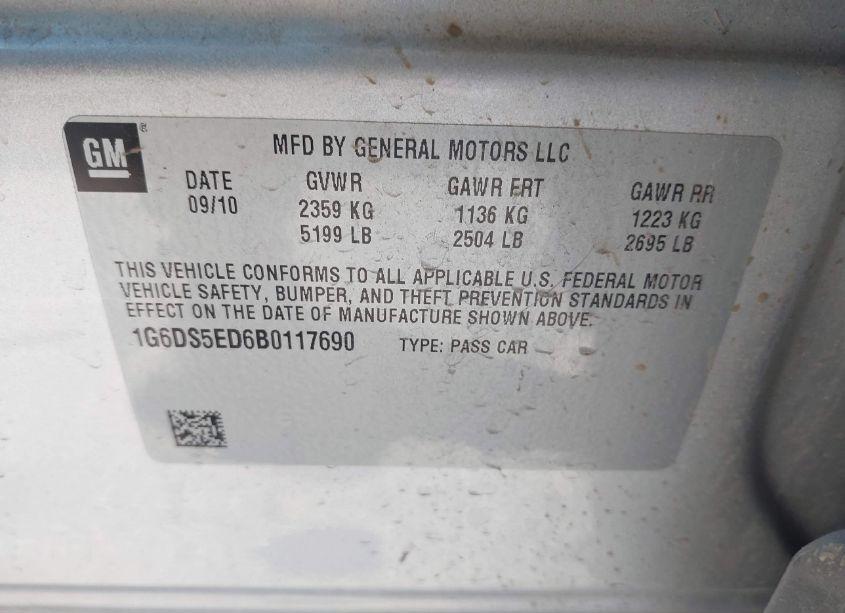 GM
MFD BY GENERAL MOTORS LLC
DATE GVWR GAWR FRT GAWR RR
09/10 2359 KG 1136 KG 1223 KG
5199 LB 2504 LB 2695 LB
THIS VEHICLE CONFORMS TO ALL APPLICABLE U.S. FEDERAL MOTOR
VEHICLE SAFETY, BUMPER, AND THEFT PREVENTION STANDARDS IN
EFFECT ON THE DATE OF MANUFACTURE SHOWN ABOVE.
1G6DS5ED6B0117690 TYPE: PASS CAR